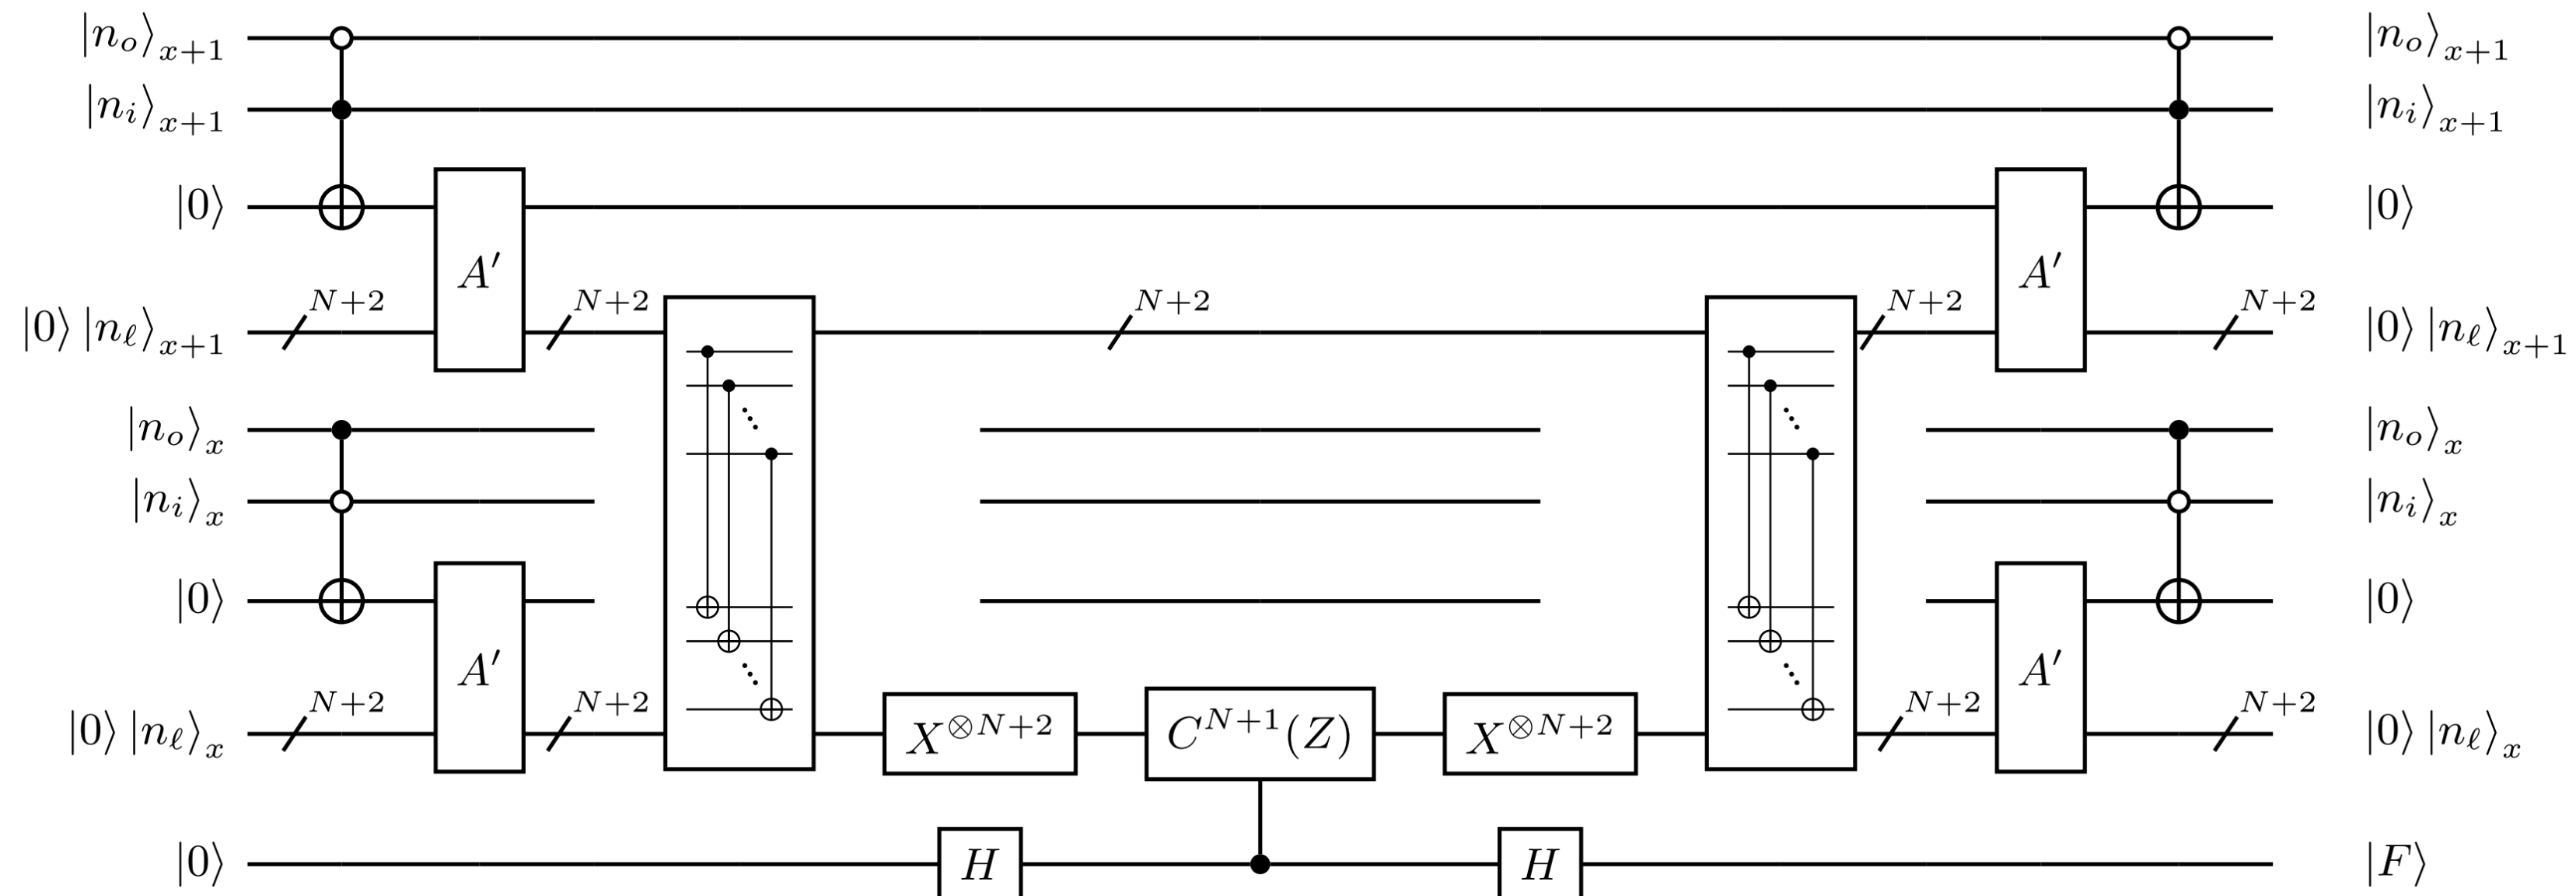 |n_o⟩_{x+1} |n_o⟩_{x+1}
|n_i⟩_{x+1} |n_i⟩_{x+1}
|0⟩ |0⟩
A′ A′
N+2 N+2 N+2 N+2 N+2
|0⟩ |n_ℓ⟩_{x+1} |0⟩ |n_ℓ⟩_{x+1}
|n_o⟩_x |n_o⟩_x
|n_i⟩_x |n_i⟩_x
|0⟩ |0⟩
A′ A′
N+2 N+2 N+2 N+2
|0⟩ |n_ℓ⟩_x X^{⊗N+2} C^{N+1}(Z) X^{⊗N+2} |0⟩ |n_ℓ⟩_x
|0⟩ H H |F⟩